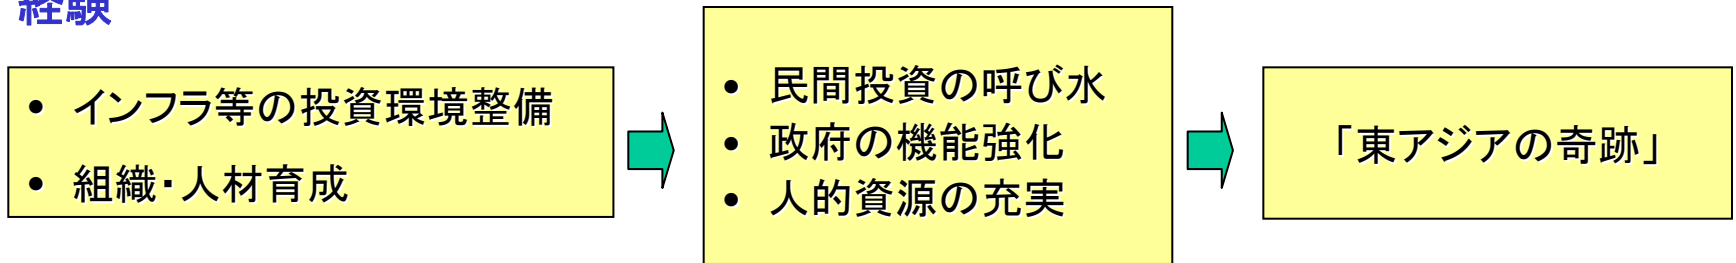 経験
• インフラ等の投資環境整備
• 組織・人材育成
• 民間投資の呼び水
• 政府の機能強化
• 人的資源の充実
「東アジアの奇跡」